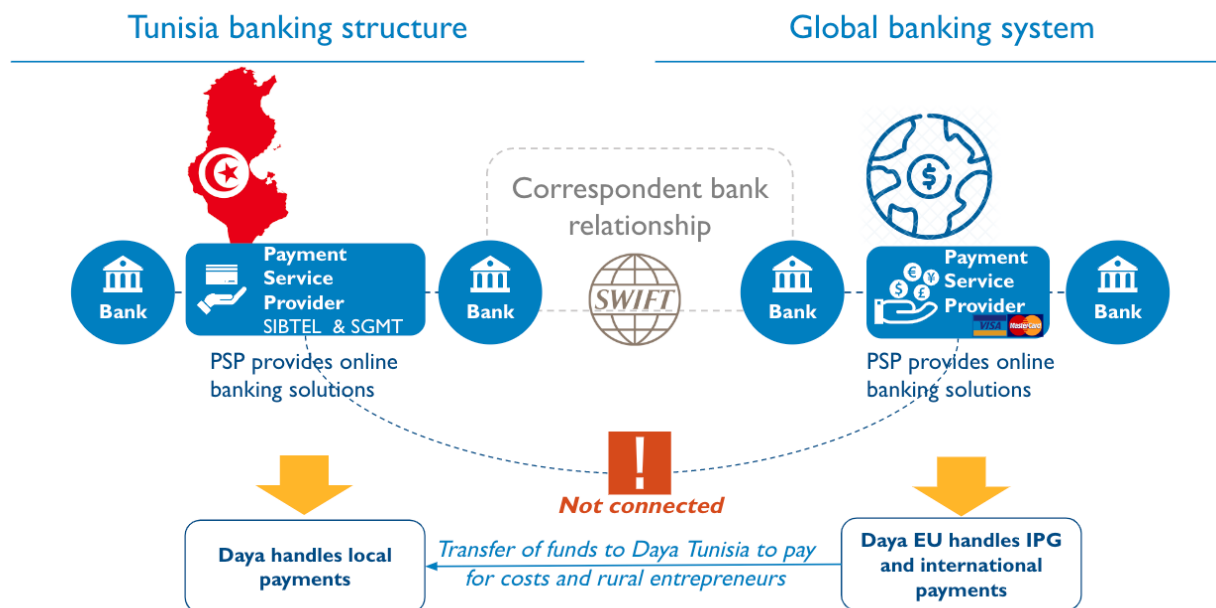 Tunisia banking structure
Global banking system
Correspondent bank
relationship
SWIFT
Bank
Payment
Service
Provider
SIBTEL & SGMT
Bank
Bank
$ € ¥ £
$
Payment
Service
Provider
VISA
MasterCard
Bank
PSP provides online
banking solutions
PSP provides online
banking solutions
!
Not connected
Daya handles local
payments
Transfer of funds to Daya Tunisia to pay
for costs and rural entrepreneurs
Daya EU handles IPG
and international
payments